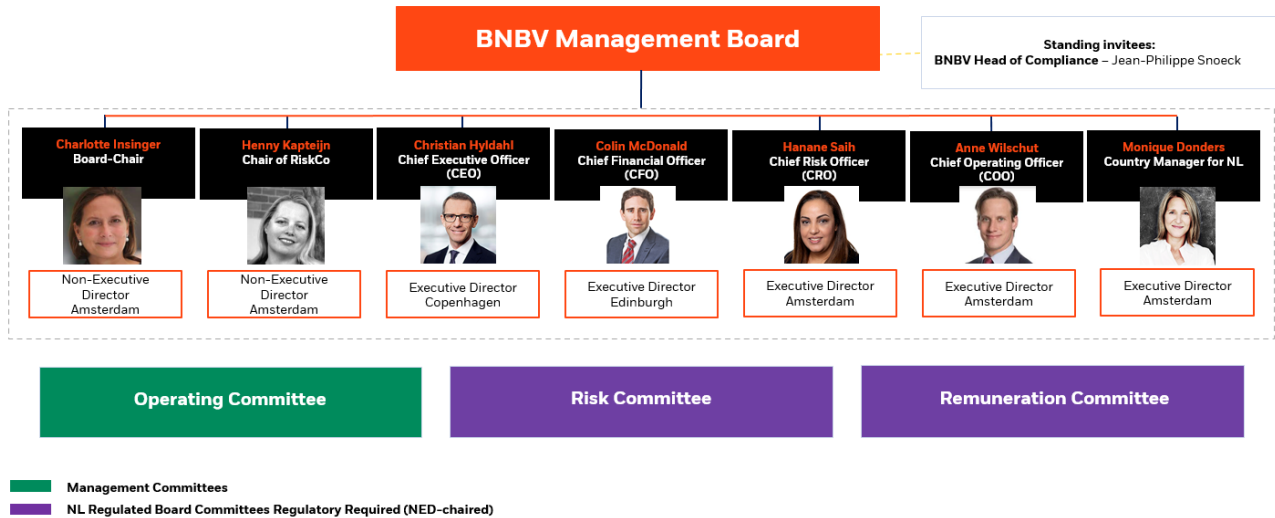 BNBV Management Board
Standing invitees:
BNBV Head of Compliance – Jean-Philippe Snoeck
Charlotte Insinger
Board-Chair
Henny Kapteijn
Chair of RiskCo
Christian Hyldahl
Chief Executive Officer
(CEO)
Colin McDonald
Chief Financial Officer
(CFO)
Hanane Saih
Chief Risk Officer
(CRO)
Anne Wilschut
Chief Operating Officer
(COO)
Monique Donders
Country Manager for NL
Non-Executive
Director
Amsterdam
Non-Executive
Director
Amsterdam
Executive Director
Copenhagen
Executive Director
Edinburgh
Executive Director
Amsterdam
Executive Director
Amsterdam
Executive Director
Amsterdam
Operating Committee
Risk Committee
Remuneration Committee
Management Committees
NL Regulated Board Committees Regulatory Required (NED-chaired)